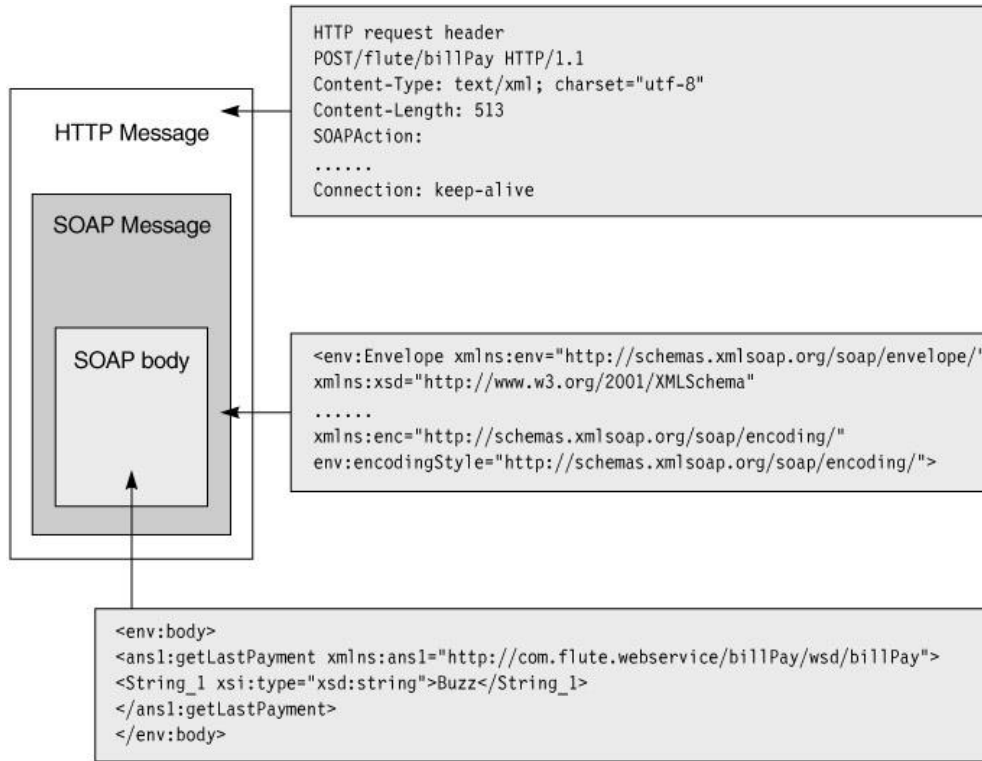 HTTP request header
POST/flute/billPay HTTP/1.1
Content-Type: text/xml; charset="utf-8"
Content-Length: 513
SOAPAction:
......
Connection: keep-alive
HTTP Message
SOAP Message
SOAP body
<env:Envelope xmlns:env="http://schemas.xmlsoap.org/soap/envelope/"
xmlns:xsd="http://www.w3.org/2001/XMLSchema"
......
xmlns:enc="http://schemas.xmlsoap.org/soap/encoding/"
env:encodingStyle="http://schemas.xmlsoap.org/soap/encoding/">
<env:body>
<ans1:getLastPayment xmlns:ans1="http://com.flute.webservice/billPay/wsd/billPay">
<String_1 xsi:type="xsd:string">Buzz</String_1>
</ans1:getLastPayment>
</env:body>